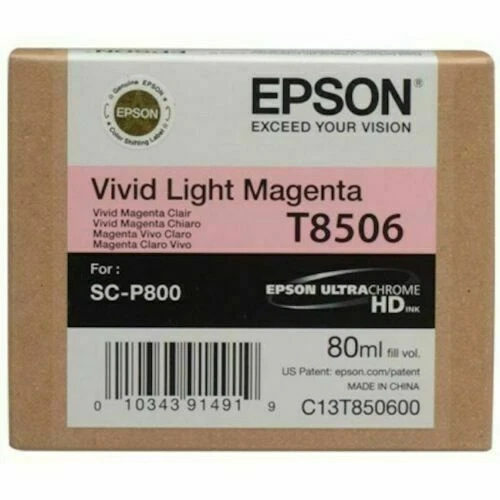 Genuine EPSON
EPSON
Color Shifting Label
EPSON®
EXCEED YOUR VISION
Vivid Light Magenta
Vivid Magenta Clair
Vivid Magenta Chiaro
Magenta Vivo Claro
Magenta Claro Vivo
T8506
For :
SC-P800
EPSON ULTRACHROME
HD INK
80ml fill vol.
US Patent: epson.com/patent
MADE IN CHINA
0 10343 91491 9
C13T850600